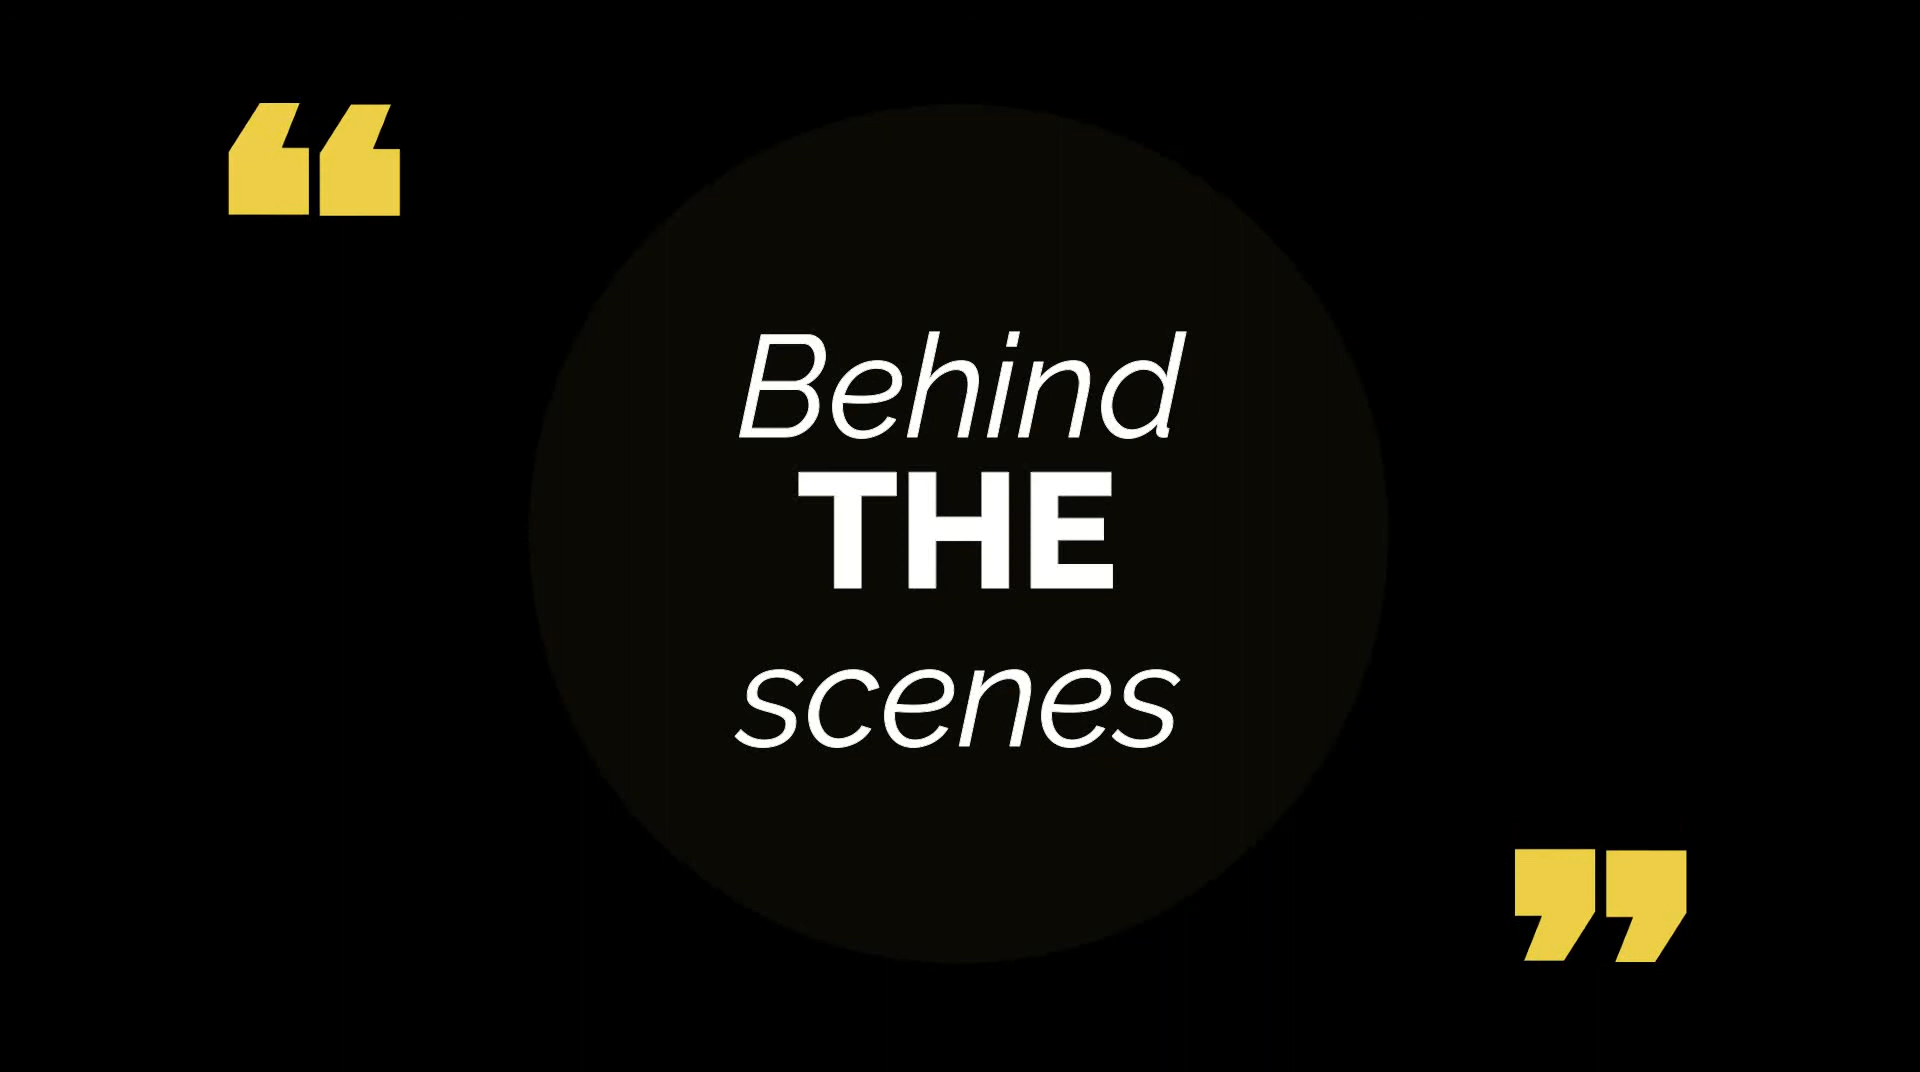 “
Behind
THE
scenes
”